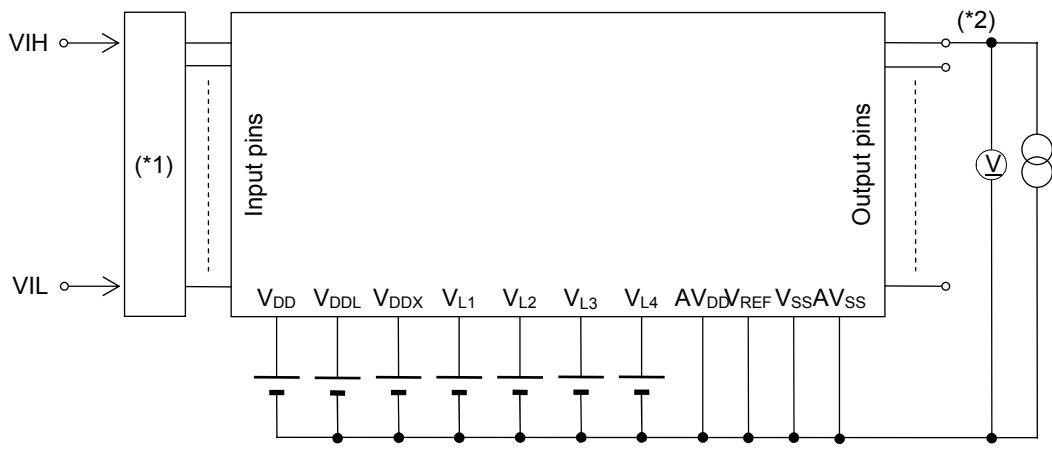 (*2)
VIH
(*1)
Input pins
Output pins
V
VIL
VDD VDDL VDDX VL1 VL2 VL3 VL4 AVDD VREF VSS AVSS